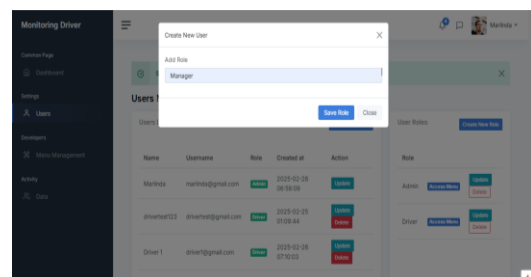 Monitoring Driver
Marlinda
Create New User
Add Role
Manager
Save Role
Close
Common Page
Dashboard
Settings
Users
Developers
Menu Management
Activity
Data
Users
User Roles
Create New Role
Name Username Role Created at Action
Marlinda marlinda@gmail.com Admin 2025-02-26 06:59:06 Update
drivertest123 drivertest@gmail.com Driver 2025-02-25 01:09:44 Update Delete
Driver 1 driver1@gmail.com Driver 2025-02-26 07:10:03 Update Delete
Role
Admin Access Menu Update Delete
Driver Access Menu Update Delete